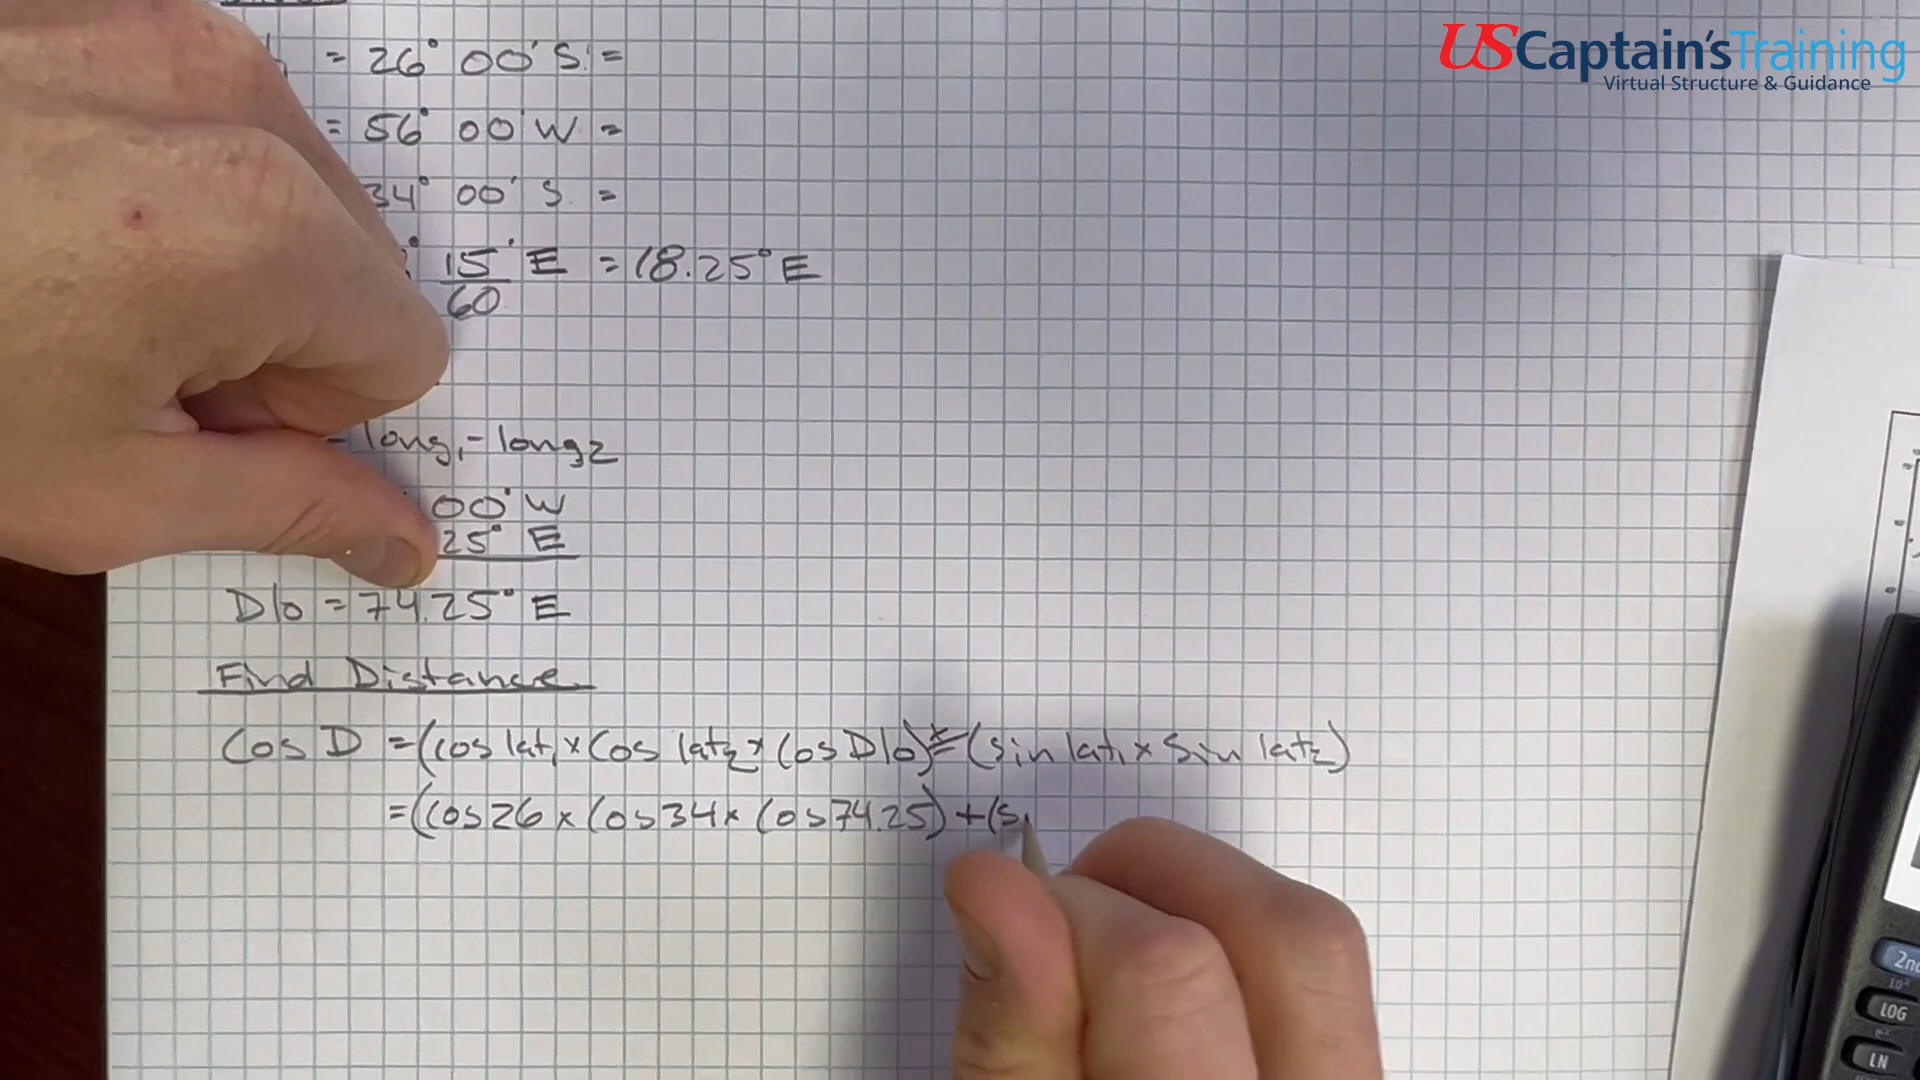 USCaptain'sTraining
Virtual Structure & Guidance
= 26° 00' S =
= 56° 00' W =
34° 00' S =
° 15' E = 18.25° E
60
- long1 - long2
00° W
25° E
Dlo = 74.25° E
Find Distance
Cos D = (cos lat1 x Cos lat2 x Cos Dlo) ± (sin lat1 x Sin lat2)
= (cos 26 x Cos 34 x Cos 74.25) + (si
2nd
LOG
LN